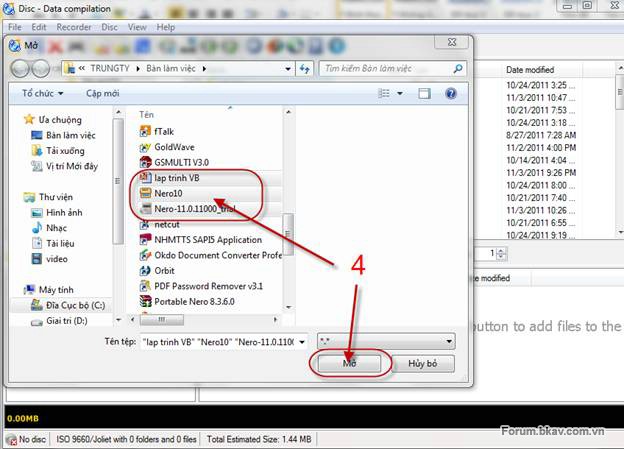 Disc - Data compilation
File Edit Recorder Disc View Help
Mở
« TRUNGTY ▸ Bàn làm việc ▸
Tìm kiếm Bàn làm việc
Date modified
Tổ chức Cặp mới
10/24/2011 3:25 ...
11/3/2011 10:47 ...
10/21/2011 7:53 ...
10/24/2011 3:18 ...
8/27/2011 7:28 AM
11/2/2011 4:00 PM
10/14/2011 4:04 ...
11/3/2011 9:26 PM
10/24/2011 8:00 ...
10/21/2011 7:40 ...
11/3/2011 10:26 ...
10/21/2011 6:55 ...
10/24/2011 9:19 ...
Ưa chuộng
Bàn làm việc
Tải xuống
Vị trí Mới đây
Thư viện
Hình ảnh
Nhạc
Tài liệu
video
Máy tính
Đĩa Cục bộ (C:)
Giai tri (D:)
Tên
fTalk
GoldWave
GSMULTI V3.0
lap trinh VB
Nero10
Nero-11.0.11000_trial
netcut
NHMTTS SAPI5 Application
Okdo Document Converter Profe
Orbit
PDF Password Remover v3.1
Portable Nero 8.3.6.0
4
1
te modified
button to add files to the
Tên tệp: "lap trinh VB" "Nero10" "Nero-11.0.1100 *.*
Mở Hủy bỏ
0.00MB
Forum.bkav.com.vn
No disc ISO 9660/Joliet with 0 folders and 0 files Total Estimated Size: 1.44 MB